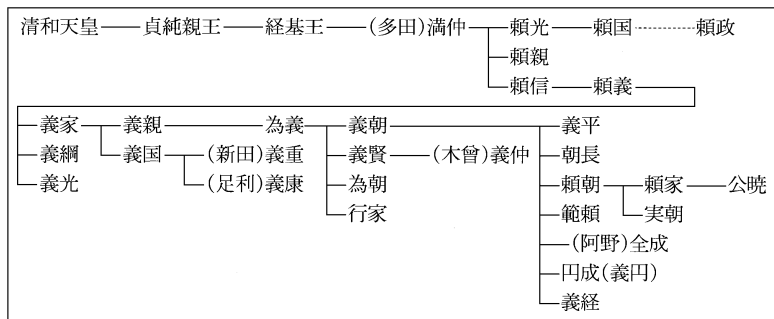 清和天皇 貞純親王 経基王 (多田)満仲 頼光 頼国 頼政
頼親
頼信 頼義
義家 義親 為義 義朝 義平
義綱 義国 (新田)義重 義賢 (木曾)義仲 朝長
義光 (足利)義康 為朝 頼朝 頼家 公暁
行家 範頼 実朝
(阿野)全成
円成(義円)
義経